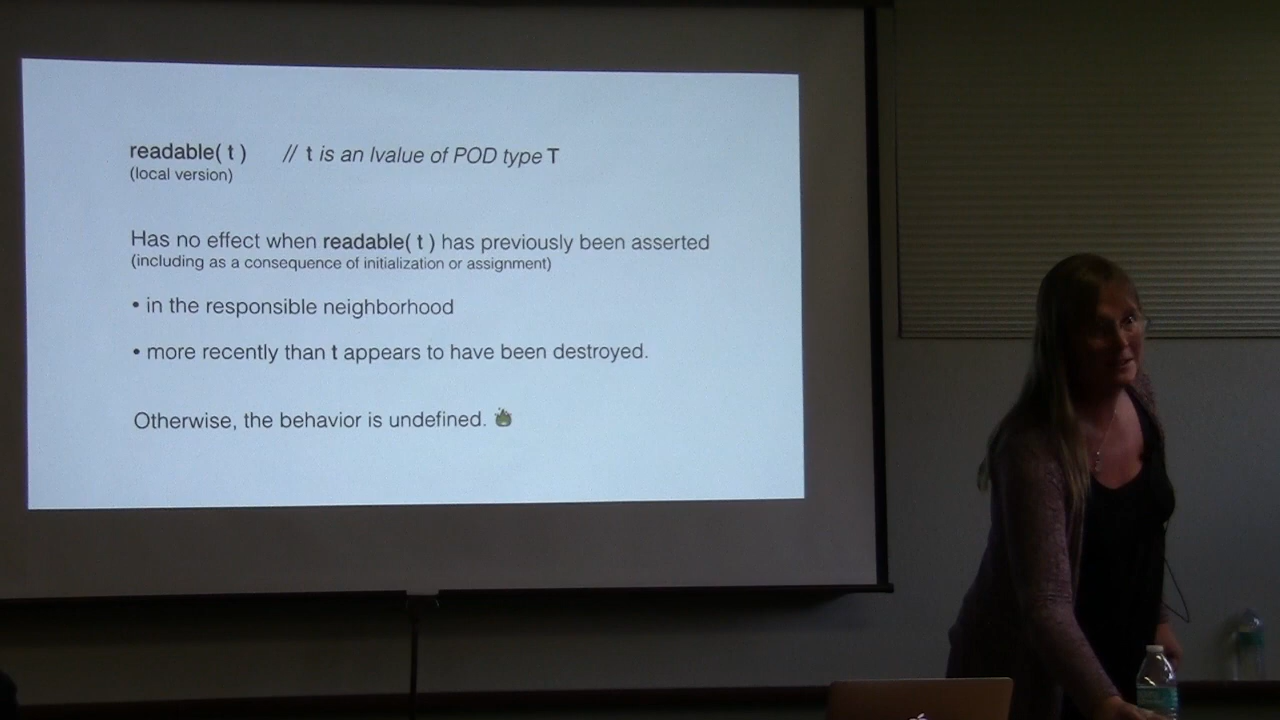 readable( t )     // t is an lvalue of POD type T
(local version)
Has no effect when readable( t ) has previously been asserted
(including as a consequence of initialization or assignment)
• in the responsible neighborhood
• more recently than t appears to have been destroyed.
Otherwise, the behavior is undefined.